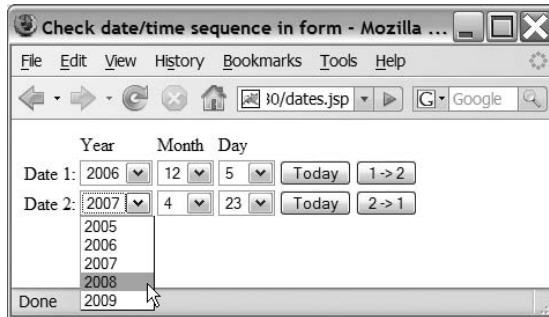 Check date/time sequence in form - Mozilla ...
File Edit View History Bookmarks Tools Help
30/dates.jsp G Google
Year Month Day
Date 1: 2006 12 5 Today 1->2
Date 2: 2007 4 23 Today 2->1
2005
2006
2007
2008
2009
Done